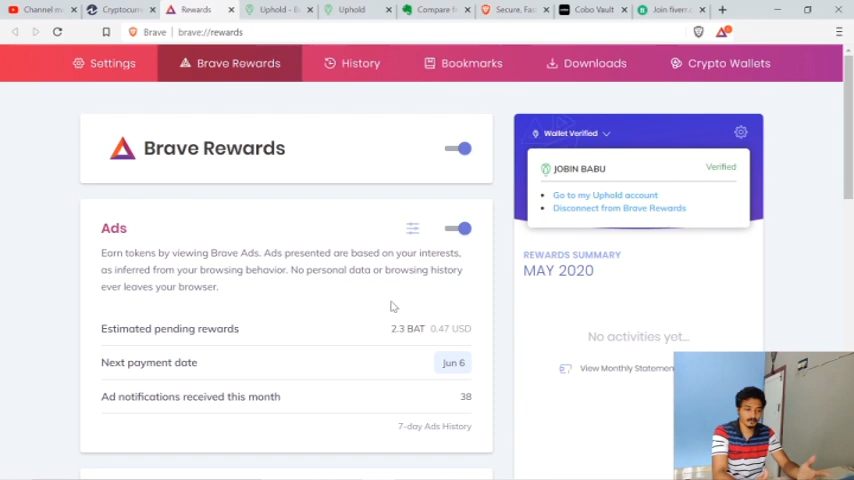 Channel m
Cryptocurr
Rewards
Uphold - B
Uphold
Compare f
Secure, Fas
Cobo Vault
Join fiverr.c
Brave | brave://rewards
Settings
Brave Rewards
History
Bookmarks
Downloads
Crypto Wallets
Brave Rewards
Ads
Earn tokens by viewing Brave Ads. Ads presented are based on your interests,
as inferred from your browsing behavior. No personal data or browsing history
ever leaves your browser.
Estimated pending rewards 2.3 BAT 0.47 USD
Next payment date Jun 6
Ad notifications received this month 38
7-day Ads History
Wallet Verified
JOBIN BABU Verified
Go to my Uphold account
Disconnect from Brave Rewards
REWARDS SUMMARY
MAY 2020
No activities yet...
View Monthly Statemen